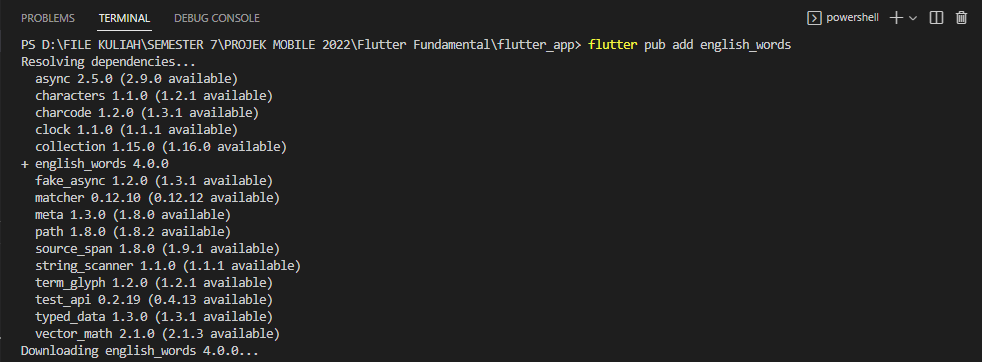 PROBLEMS TERMINAL DEBUG CONSOLE powershell
PS D:\FILE KULIAH\SEMESTER 7\PROJEK MOBILE 2022\Flutter Fundamental\flutter_app> flutter pub add english_words
Resolving dependencies...
  async 2.5.0 (2.9.0 available)
  characters 1.1.0 (1.2.1 available)
  charcode 1.2.0 (1.3.1 available)
  clock 1.1.0 (1.1.1 available)
  collection 1.15.0 (1.16.0 available)
+ english_words 4.0.0
  fake_async 1.2.0 (1.3.1 available)
  matcher 0.12.10 (0.12.12 available)
  meta 1.3.0 (1.8.0 available)
  path 1.8.0 (1.8.2 available)
  source_span 1.8.0 (1.9.1 available)
  string_scanner 1.1.0 (1.1.1 available)
  term_glyph 1.2.0 (1.2.1 available)
  test_api 0.2.19 (0.4.13 available)
  typed_data 1.3.0 (1.3.1 available)
  vector_math 2.1.0 (2.1.3 available)
Downloading english_words 4.0.0...